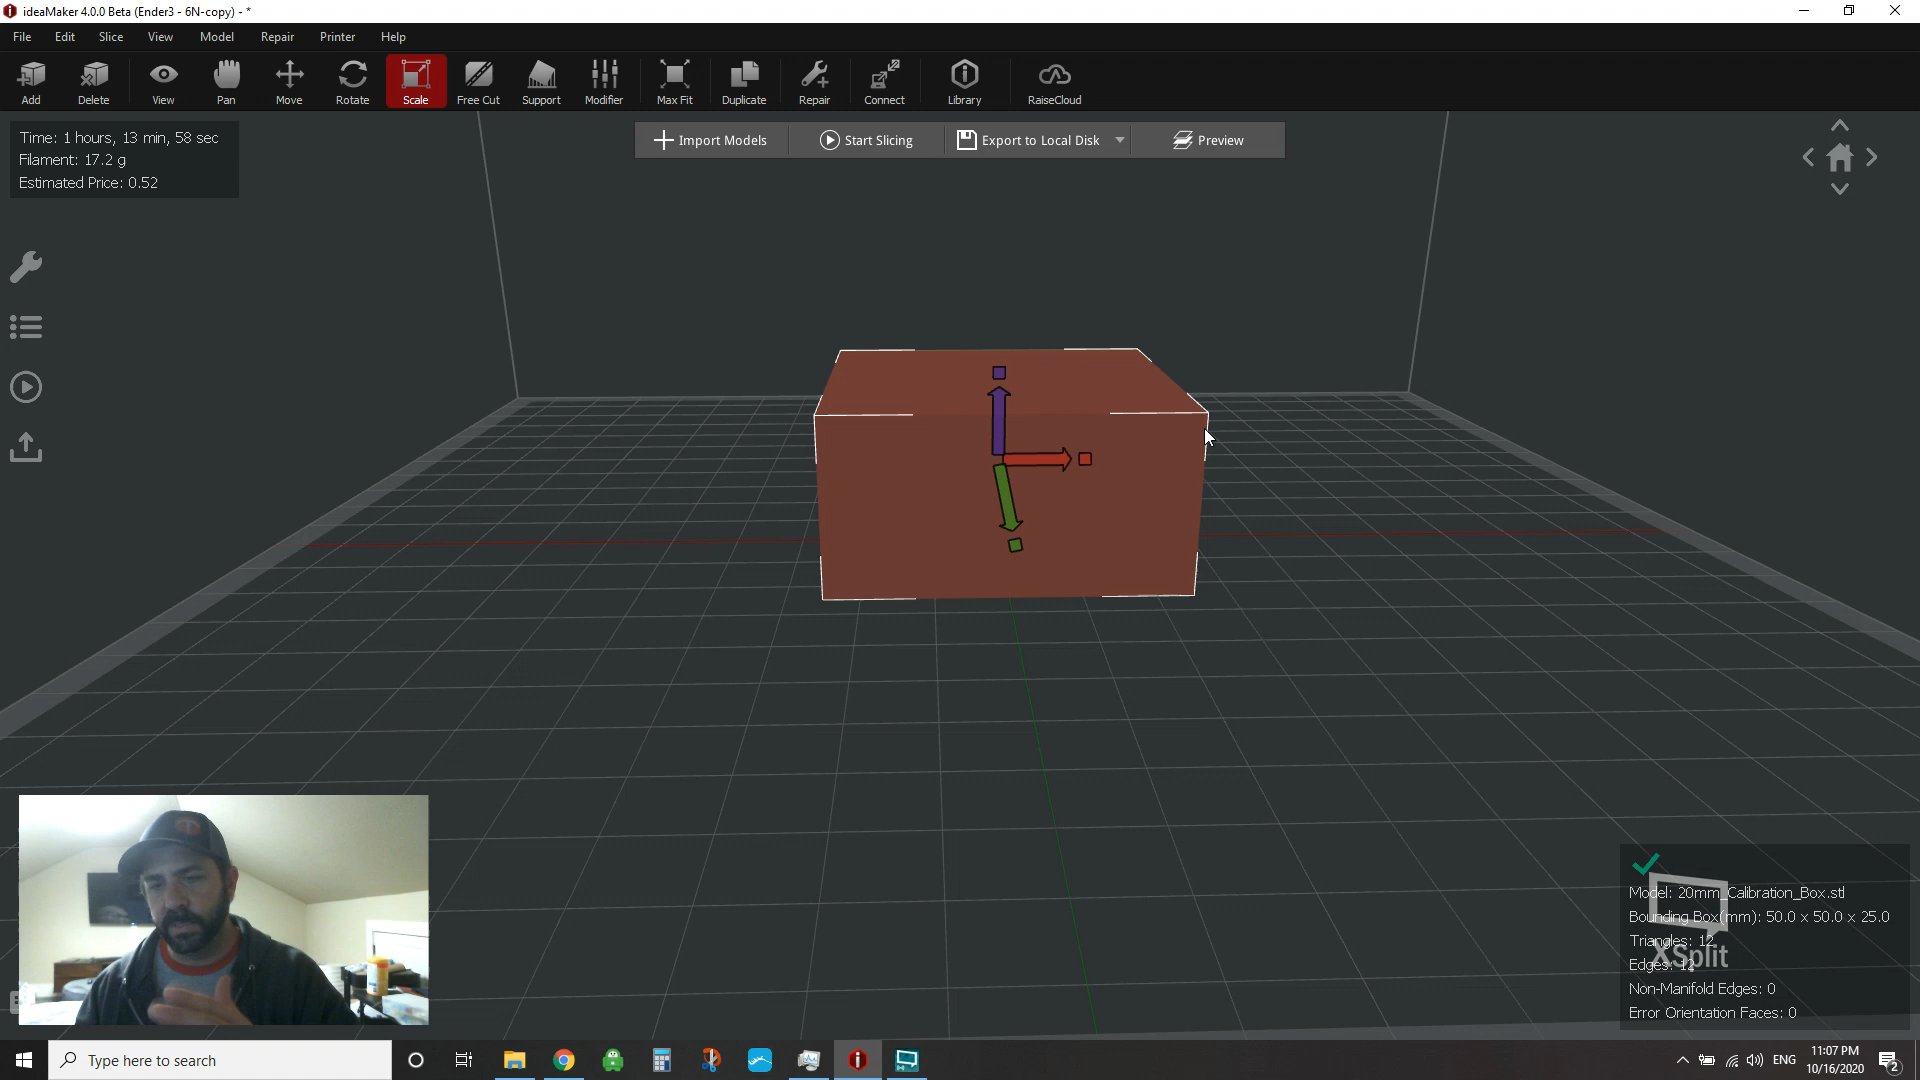 ideaMaker 4.0.0 Beta (Ender3 - 6N-copy) - *
File Edit Slice View Model Repair Printer Help
Add Delete View Pan Move Rotate Scale Free Cut Support Modifier Max Fit Duplicate Repair Connect Library RaiseCloud
Time: 1 hours, 13 min, 58 sec
Filament: 17.2 g
Estimated Price: 0.52
Import Models Start Slicing Export to Local Disk Preview
Model: 20mm_Calibration_Box.stl
Bounding Box(mm): 50.0 x 50.0 x 25.0
Triangles: 12
XSplit
Edges: 12
Non-Manifold Edges: 0
Error Orientation Faces: 0
Type here to search
ENG
11:07 PM
10/16/2020
2